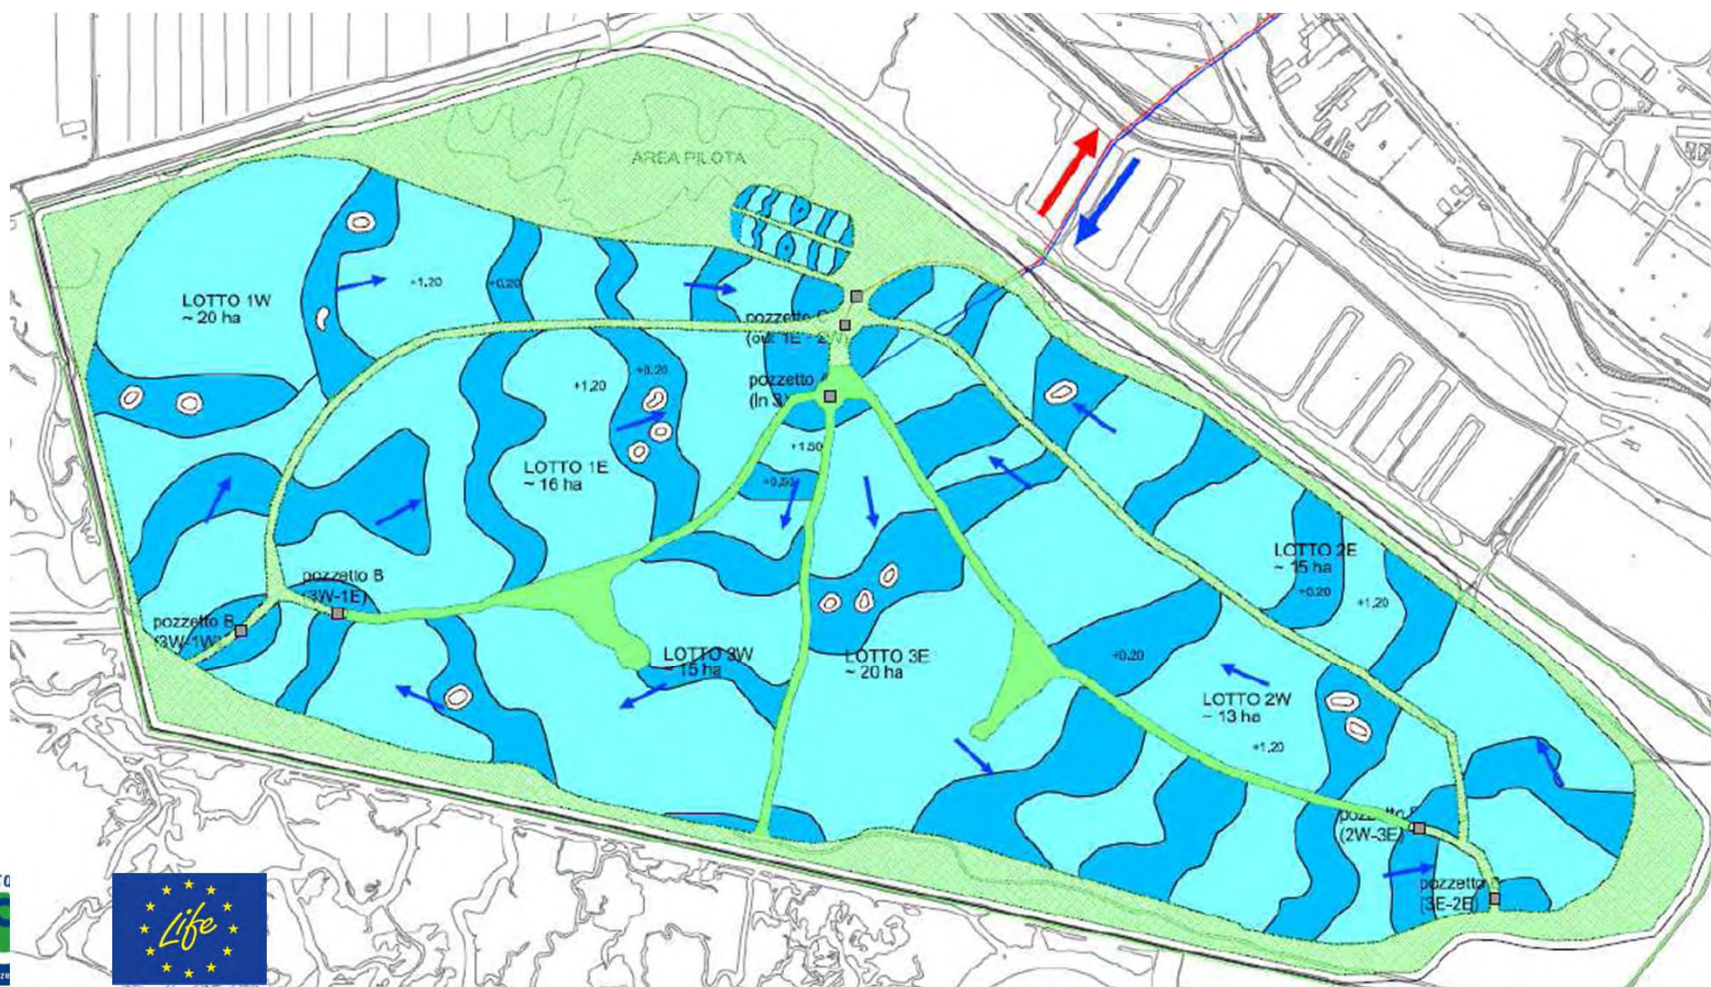 AREA PILOTA
LOTTO 1W
~ 20 ha
+1,20
+0,20
pozzetto
(out 1E - 2W)
+1,20
+0,20
pozzetto
(In 3)
+1,50
+0,50
LOTTO 1E
~ 16 ha
LOTTO 2E
~ 15 ha
+0,20
+1,20
pozzetto B
(3W-1E)
pozzetto B
(3W-1W)
LOTTO 3W
~ 15 ha
LOTTO 3E
~ 20 ha
+0,20
LOTTO 2W
~ 13 ha
+1,20
(2W-3E)
pozzetto
(3E-2E)
Life